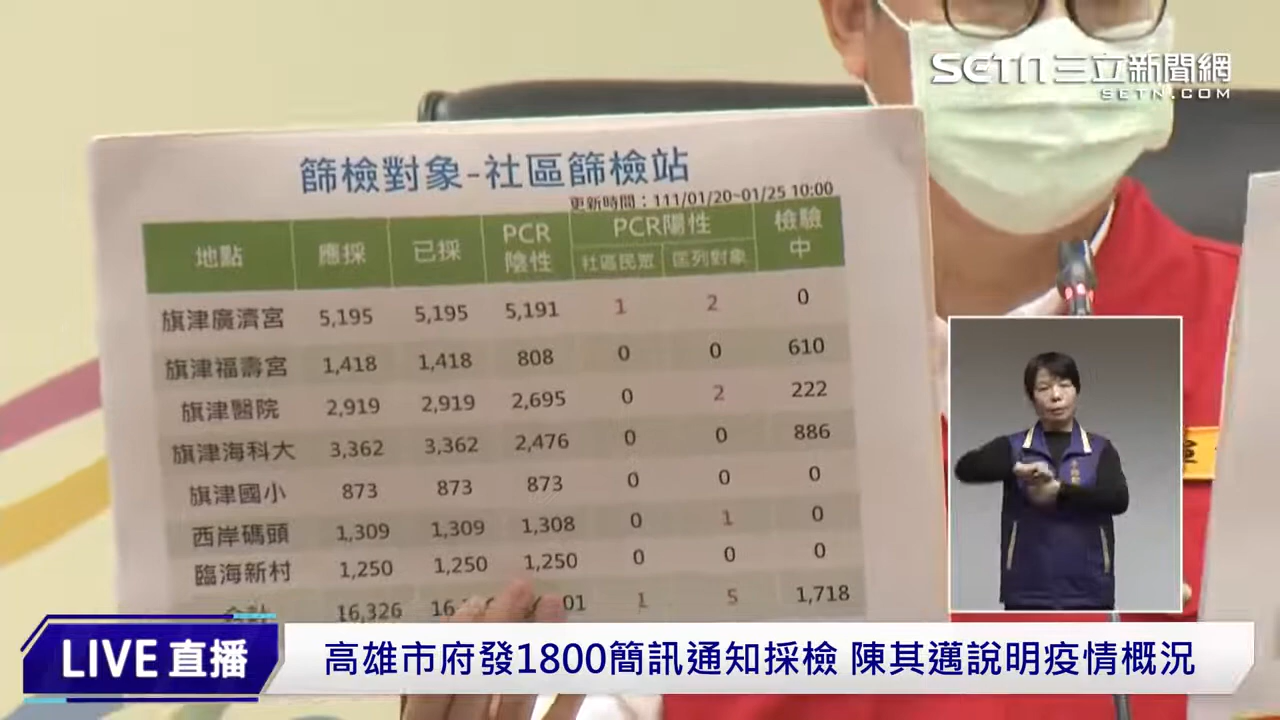 SETN三立新聞網
SETN.COM
篩檢對象-社區篩檢站
更新時間：111/01/20~01/25 10:00
地點 應採 已採 PCR陰性 PCR陽性 檢驗中
社區民眾 匡列對象
旗津廣濟宮 5,195 5,195 5,191 1 2 0
旗津福壽宮 1,418 1,418 808 0 0 610
旗津醫院 2,919 2,919 2,695 0 2 222
旗津海科大 3,362 3,362 2,476 0 0 886
旗津國小 873 873 873 0 0 0
西岸碼頭 1,309 1,309 1,308 0 1 0
臨海新村 1,250 1,250 1,250 0 0 0
16,326 1 5 1,718
LIVE 直播
高雄市府發1800簡訊通知採檢 陳其邁說明疫情概況